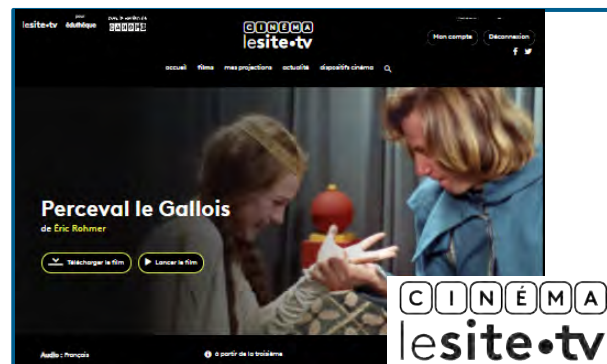 lesite•tv pour éduthèque
CINÉMA
lesite•tv
Mon compte Déconnexion
accueil films mes projections actualité dispositifs cinéma
Perceval le Gallois
de Éric Rohmer
Télécharger le film Lancer le film
Audio : Français à partir de la troisième
CINÉMA
lesite•tv